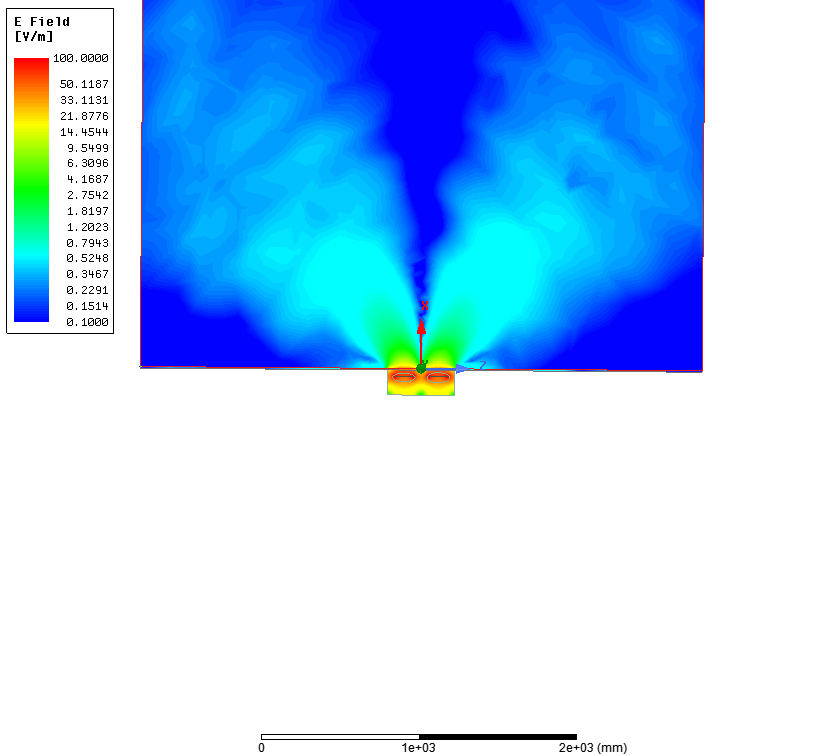 E Field
[V/m]
100.0000
50.1187
33.1131
21.8776
14.4544
9.5499
6.3096
4.1687
2.7542
1.8197
1.2023
0.7943
0.5248
0.3467
0.2291
0.1514
0.1000
X
Y
Z
0 1e+03 2e+03 (mm)